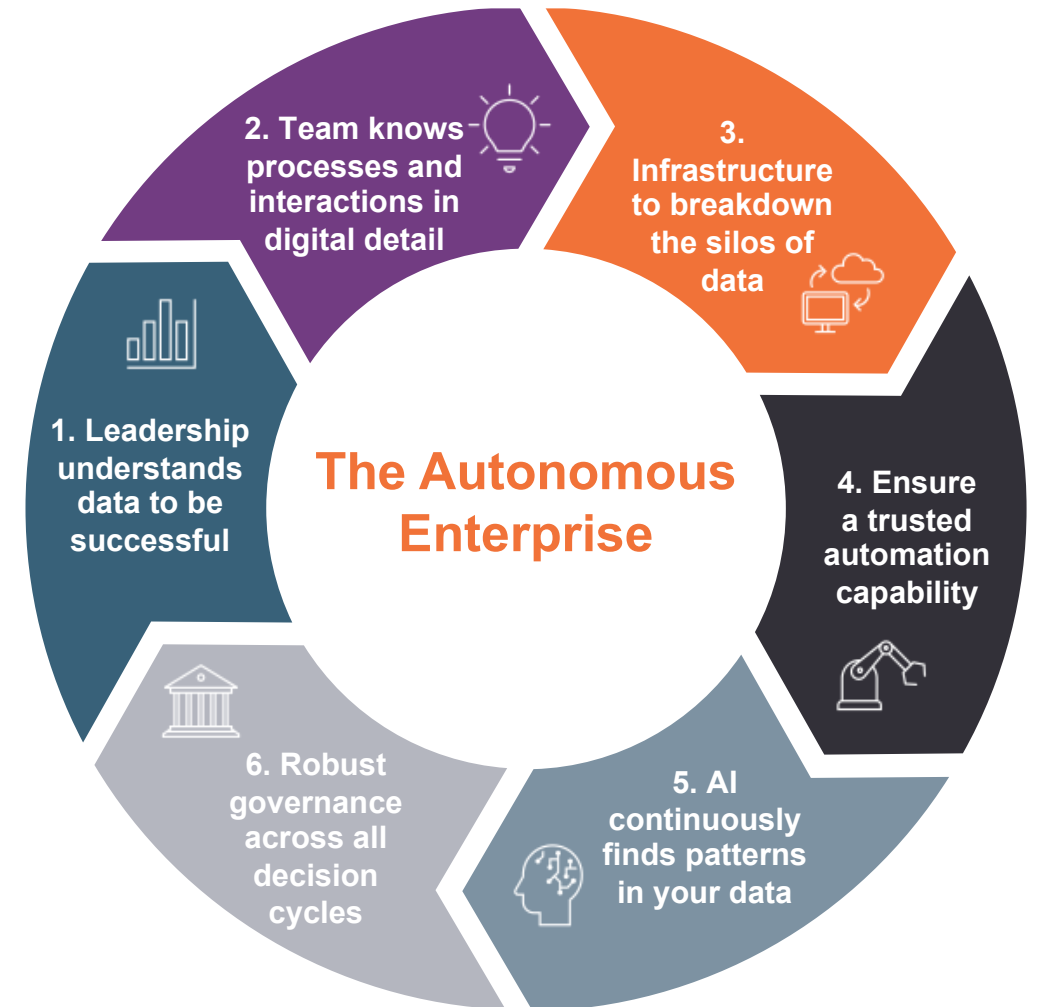 2. Team knows
processes and
interactions in
digital detail
3.
Infrastructure
to breakdown
the silos of
data
1. Leadership
understands
data to be
successful
The Autonomous
Enterprise
4. Ensure
a trusted
automation
capability
6. Robust
governance
across all
decision
cycles
5. AI
continuously
finds patterns
in your data